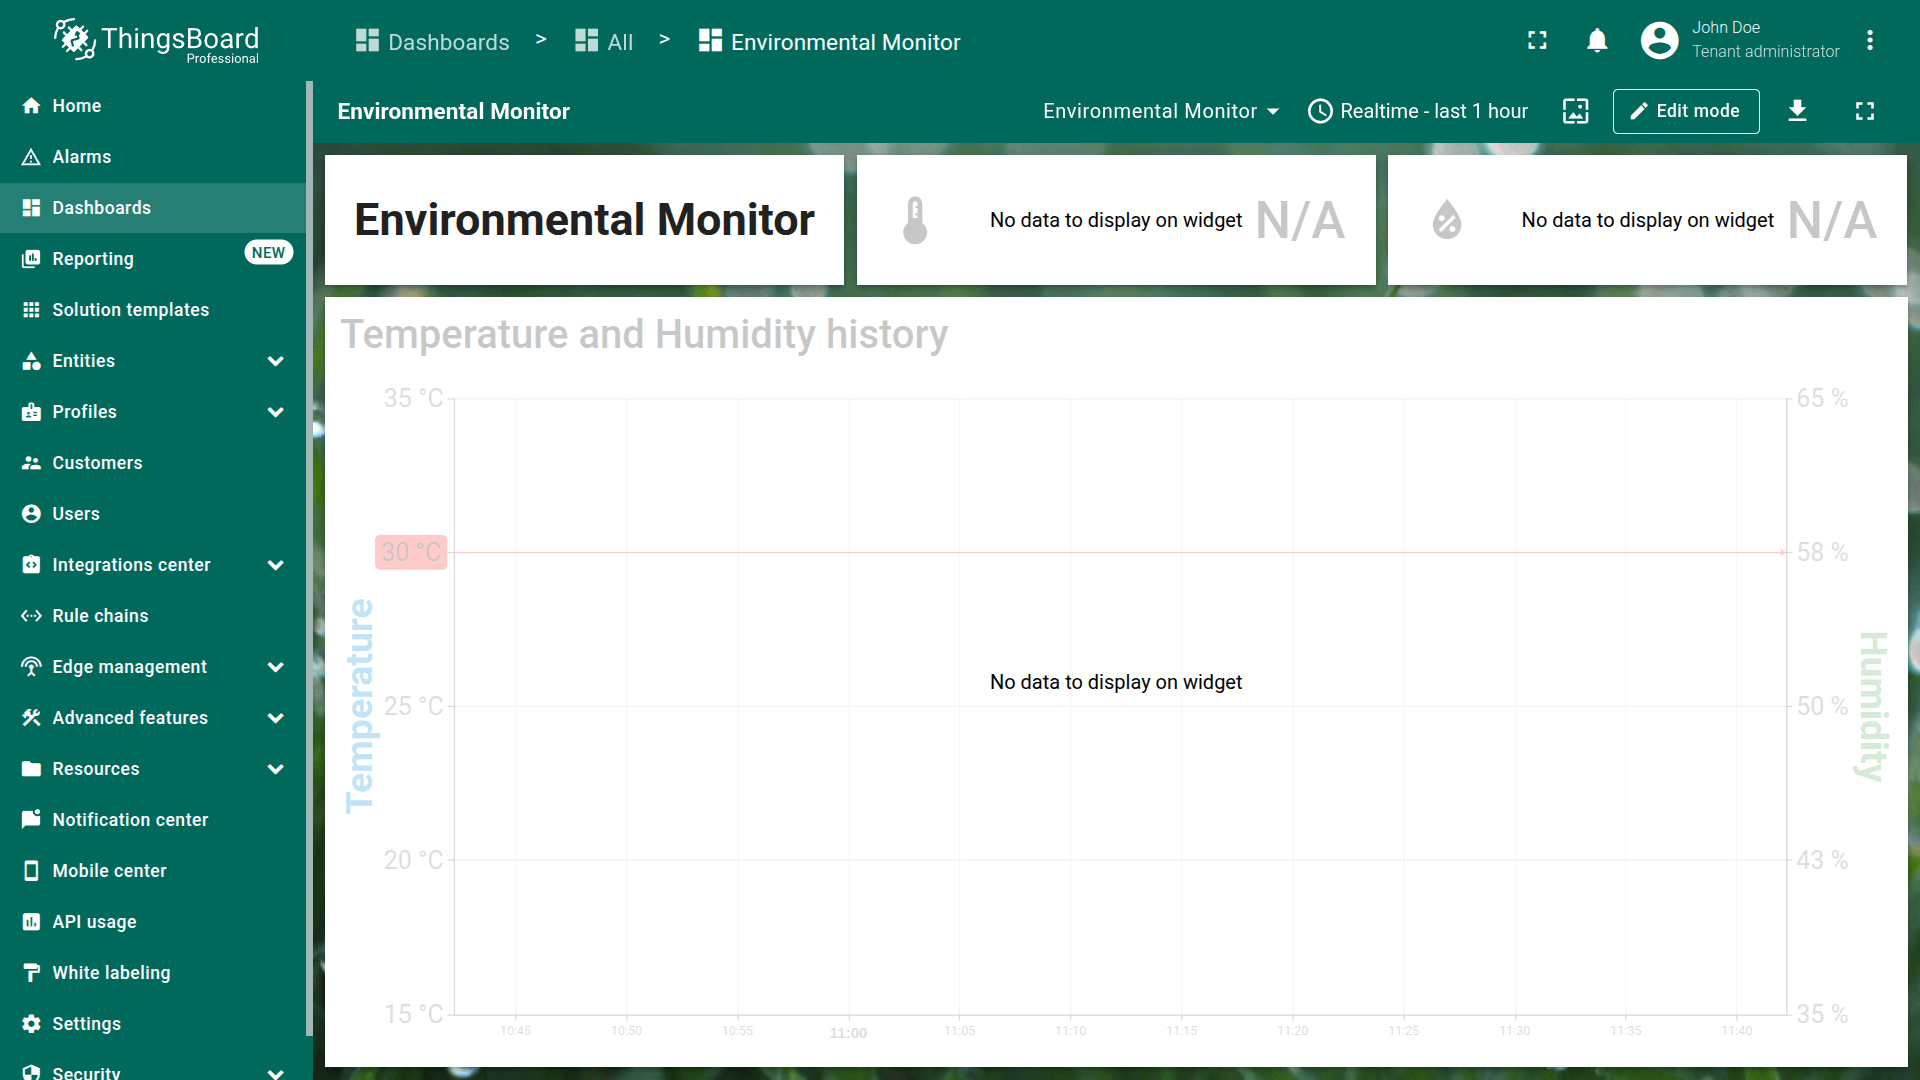 ThingsBoard
Professional
Dashboards > All > Environmental Monitor
John Doe
Tenant administrator
Home
Alarms
Dashboards
Reporting NEW
Solution templates
Entities
Profiles
Customers
Users
Integrations center
Rule chains
Edge management
Advanced features
Resources
Notification center
Mobile center
API usage
White labeling
Settings
Security
Environmental Monitor
Environmental Monitor
Realtime - last 1 hour
Edit mode
Environmental Monitor
No data to display on widget N/A
No data to display on widget N/A
Temperature and Humidity history
35 °C
30 °C
25 °C
20 °C
15 °C
Temperature
No data to display on widget
65 %
58 %
50 %
43 %
35 %
Humidity
10:45 10:50 10:55 11:00 11:05 11:10 11:15 11:20 11:25 11:30 11:35 11:40